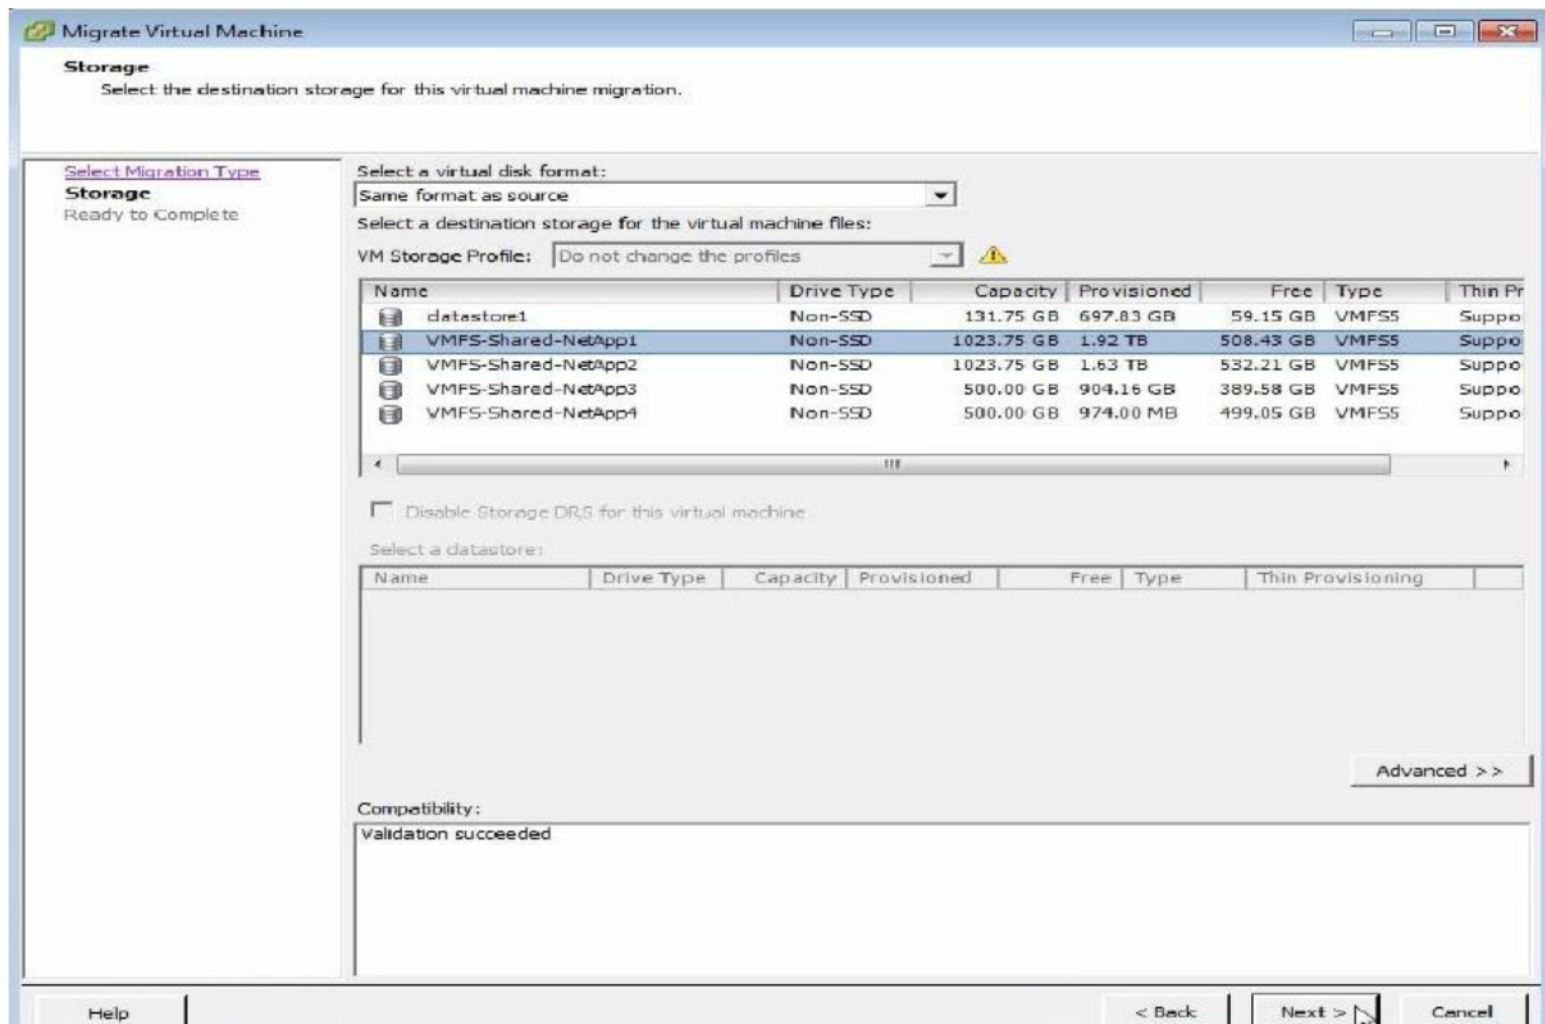 Migrate Virtual Machine
Storage
Select the destination storage for this virtual machine migration.
Select Migration Type
Storage
Ready to Complete
Select a virtual disk format:
Same format as source
Select a destination storage for the virtual machine files:
VM Storage Profile: Do not change the profiles
Name Drive Type Capacity Provisioned Free Type Thin Pr
datastore1 Non-SSD 131.75 GB 697.83 GB 59.15 GB VMFS5 Suppo
VMFS-Shared-NetApp1 Non-SSD 1023.75 GB 1.92 TB 508.43 GB VMFS5 Suppo
VMFS-Shared-NetApp2 Non-SSD 1023.75 GB 1.63 TB 532.21 GB VMFS5 Suppo
VMFS-Shared-NetApp3 Non-SSD 500.00 GB 904.16 GB 389.58 GB VMFS5 Suppo
VMFS-Shared-NetApp4 Non-SSD 500.00 GB 974.00 MB 499.05 GB VMFS5 Suppo
Disable Storage DRS for this virtual machine
Select a datastore:
Name Drive Type Capacity Provisioned Free Type Thin Provisioning
Advanced >>
Compatibility:
Validation succeeded
Help < Back Next > Cancel